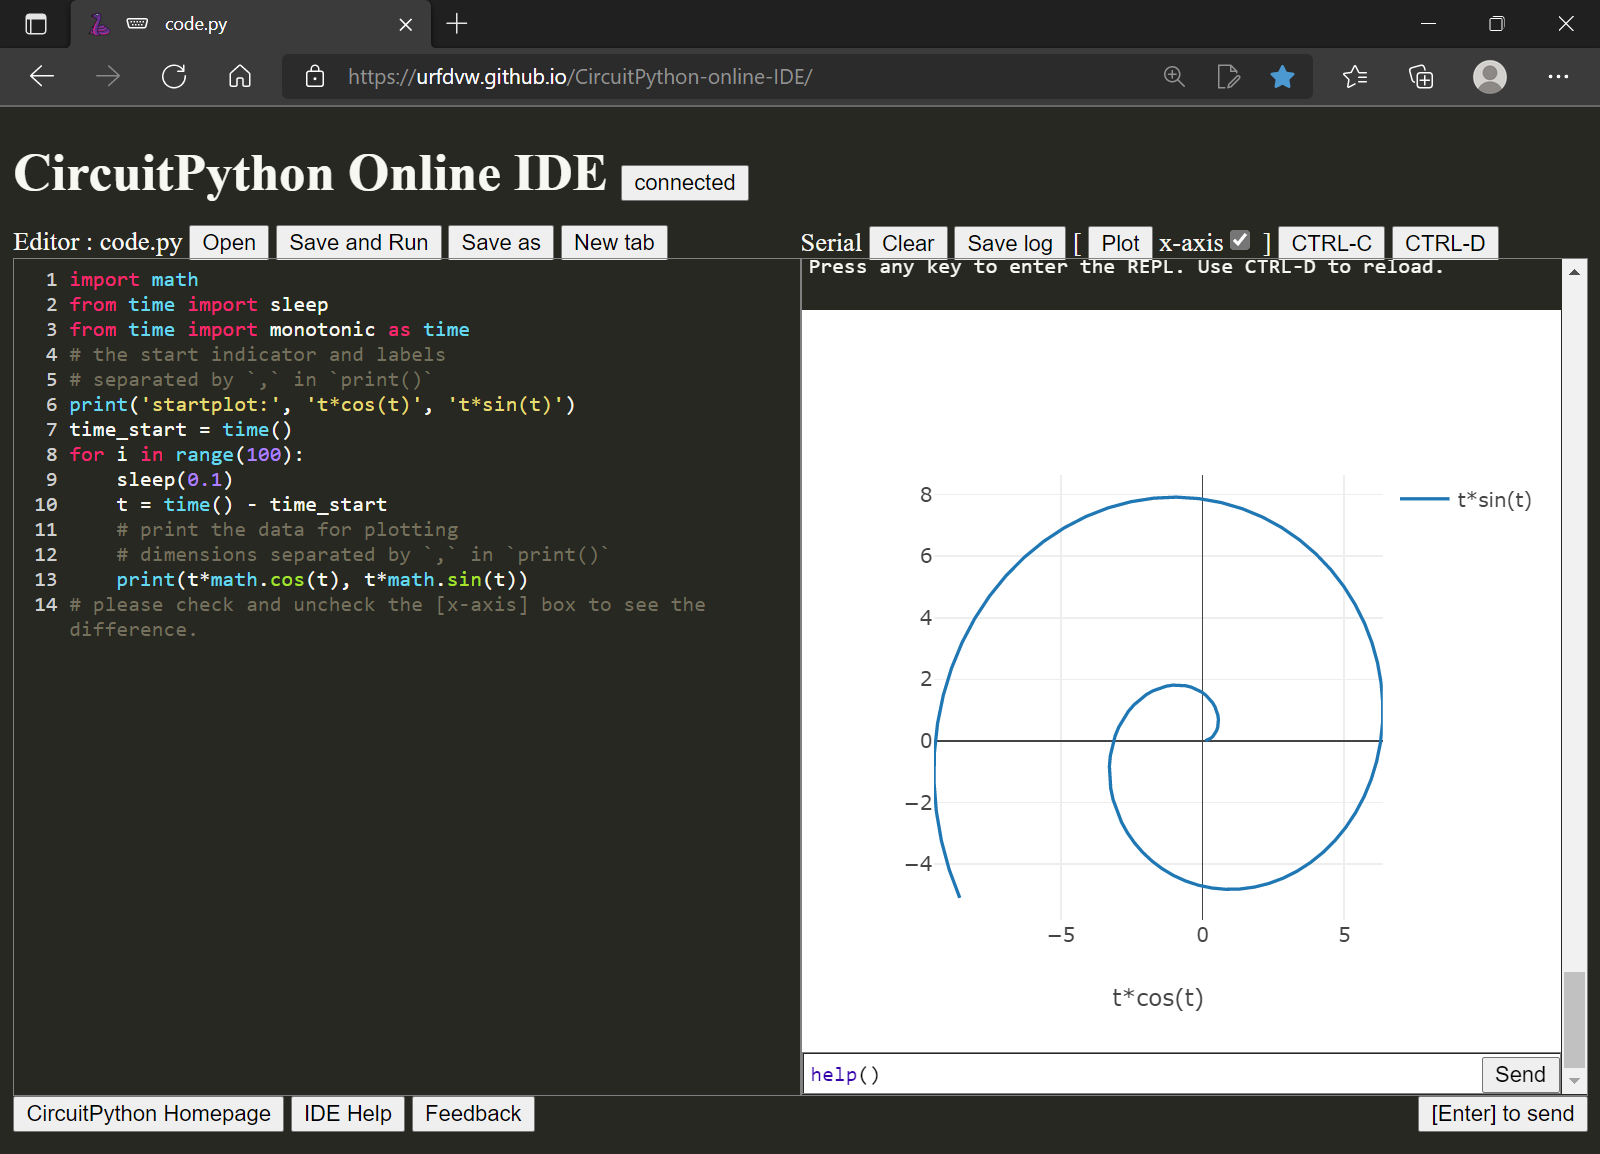 code.py
https://urfdvw.github.io/CircuitPython-online-IDE/
CircuitPython Online IDE connected
Editor : code.py Open Save and Run Save as New tab
1 import math
2 from time import sleep
3 from time import monotonic as time
4 # the start indicator and labels
5 # separated by `,` in `print()`
6 print('startplot:', 't*cos(t)', 't*sin(t)')
7 time_start = time()
8 for i in range(100):
9     sleep(0.1)
10     t = time() - time_start
11     # print the data for plotting
12     # dimensions separated by `,` in `print()`
13     print(t*math.cos(t), t*math.sin(t))
14 # please check and uncheck the [x-axis] box to see the
difference.
Serial Clear Save log [ Plot x-axis ] CTRL-C CTRL-D
Press any key to enter the REPL. Use CTRL-D to reload.
t*sin(t)
8
6
4
2
0
−2
−4
−5 0 5
t*cos(t)
help() Send
CircuitPython Homepage IDE Help Feedback
[Enter] to send